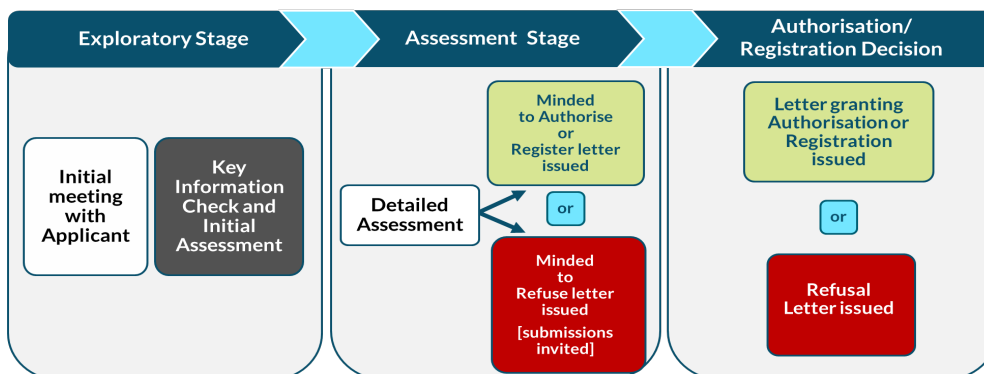 Exploratory Stage
Assessment Stage
Authorisation/
Registration Decision
Initial
meeting
with
Applicant
Key
Information
Check and
Initial
Assessment
Detailed
Assessment
Minded
to Authorise
or
Register letter
issued
or
Minded
to
Refuse letter
issued
[submissions
invited]
Letter granting
Authorisation or
Registration
issued
or
Refusal
Letter issued